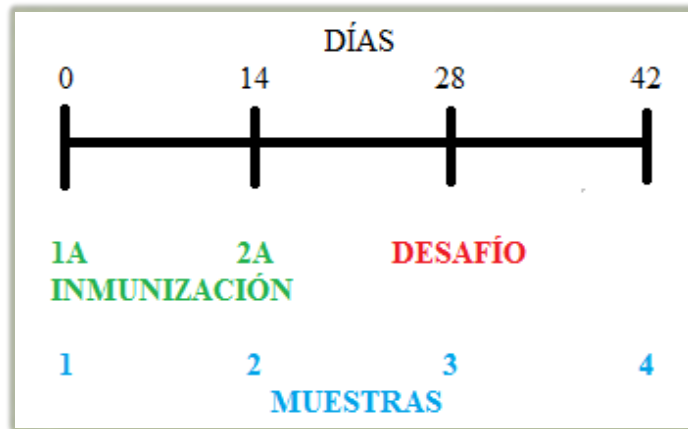 DÍAS
0 14 28 42
1A 2A DESAFÍO
INMUNIZACIÓN
1 2 3 4
MUESTRAS